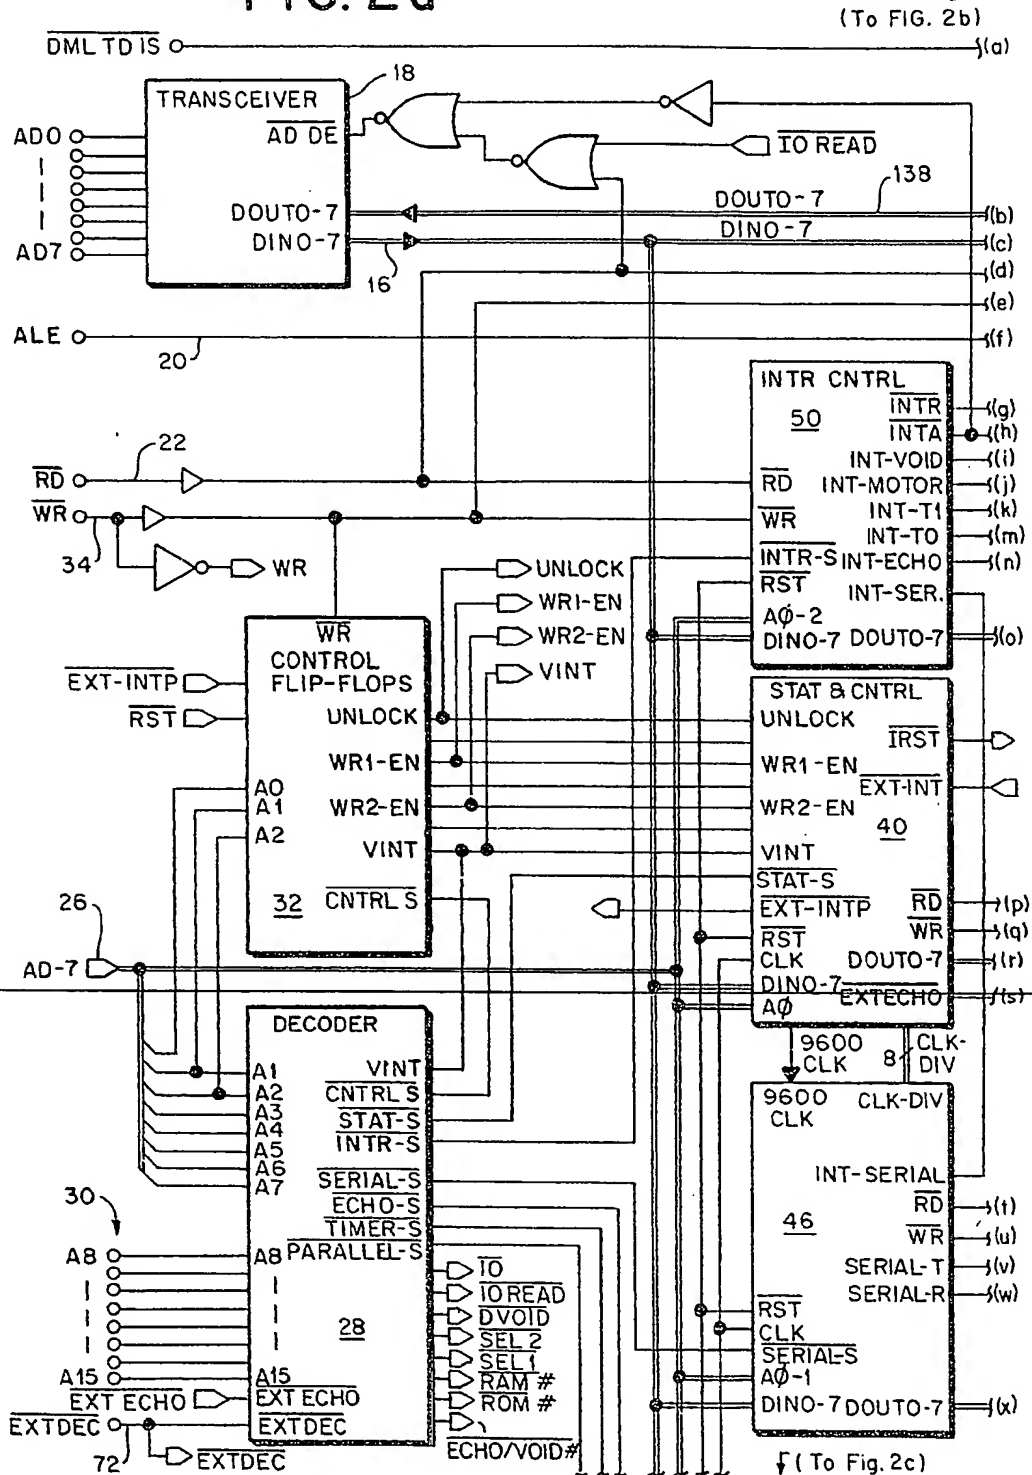 FIG. 2a
(To FIG. 2b)
DML TD IS
(a)
18
TRANSCEIVER
AD DE
IO READ
AD0
AD7
138
DOUT0-7
DOUT0-7
(b)
DIN0-7
DIN0-7
(c)
16
(d)
(e)
ALE
20
(f)
INTR CNTRL
50
INTR
(g)
INTA
(h)
INT-VOID
(i)
22
RD
RD
INT-MOTOR
(j)
INT-T1
(k)
WR
WR
INT-TO
(m)
34
WR
INTR-S
INT-ECHO
(n)
RST
INT-SER.
AØ-2
DIN0-7
DOUT0-7
(o)
UNLOCK
WR1-EN
WR2-EN
VINT
WR
CONTROL
FLIP-FLOPS
EXT-INTP
RST
UNLOCK
WR1-EN
WR2-EN
VINT
CNTRL S
A0
A1
A2
32
STAT & CNTRL
UNLOCK
IRST
WR1-EN
EXT-INT
WR2-EN
40
VINT
STAT-S
EXT-INTP
RD
(p)
RST
WR
(q)
CLK
DOUT0-7
(r)
DIN0-7
EXTECHO
(s)
AØ
26
AD-7
9600
CLK
8
CLK-
DIV
DECODER
VINT
A1
CNTRL S
A2
STAT-S
A3
INTR-S
A4
A5
A6
SERIAL-S
A7
ECHO-S
TIMER-S
PARALLEL-S
30
A8
A8
IO
IO READ
DVOID
28
SEL 2
SEL 1
A15
A15
RAM #
EXT ECHO
EXT ECHO
ROM #
EXTDEC
EXTDEC
ECHO/VOID#
72
EXTDEC
9600
CLK
CLK-DIV
INT-SERIAL
RD
(t)
46
WR
(u)
SERIAL-T
(v)
SERIAL-R
(w)
RST
CLK
SERIAL-S
AØ-1
DIN0-7
DOUT0-7
(x)
(To Fig. 2c)